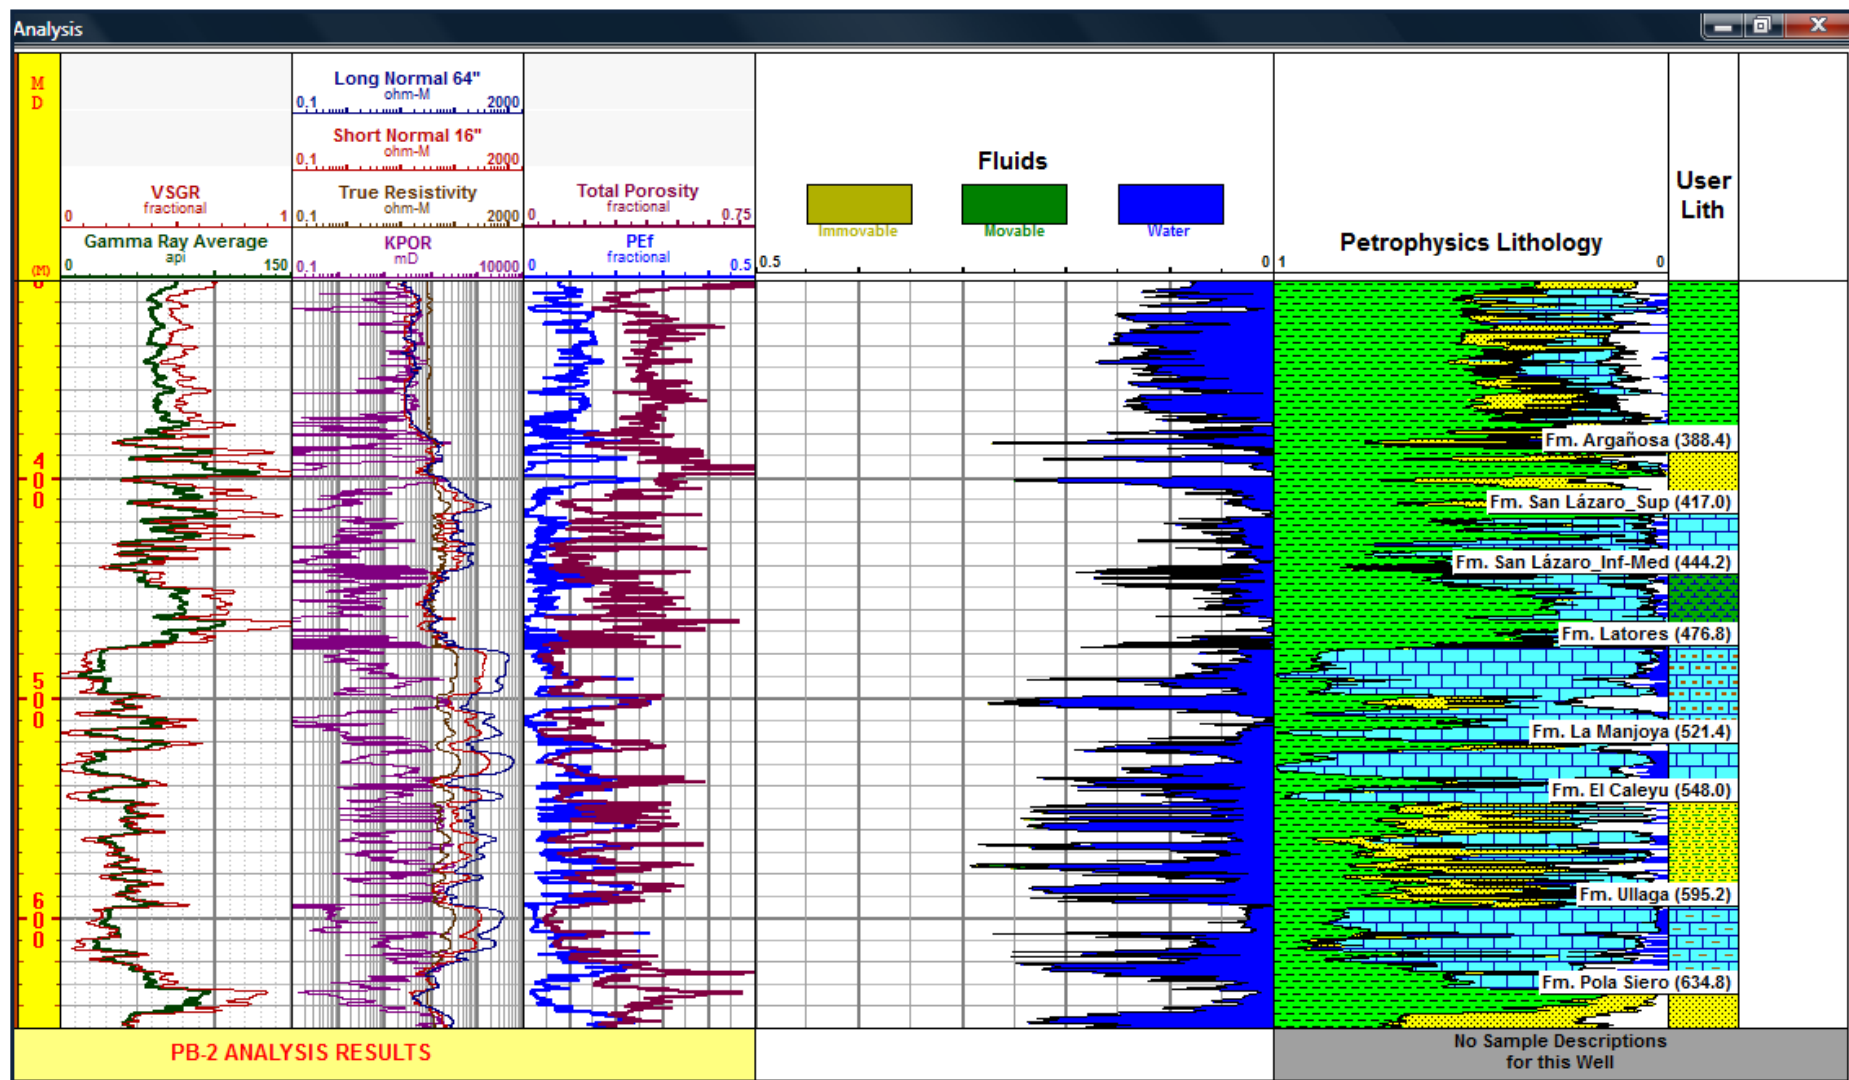 Analysis
M
D
(M)
Long Normal 64"
ohm-M
0.1 2000
Short Normal 16"
ohm-M
0.1 2000
VSGR
fractional
0 1
True Resistivity
ohm-M
0.1 2000
Total Porosity
fractional
0 0.75
Gamma Ray Average
api
0 150
KPOR
mD
0.1 10000
PEf
fractional
0 0.5
Fluids
Immovable
Movable
Water
0.5 0
Petrophysics Lithology
1 0
User
Lith
0
4
0
0
5
0
0
6
0
0
Fm. Argañosa (388.4)
Fm. San Lázaro_Sup (417.0)
Fm. San Lázaro_Inf-Med (444.2)
Fm. Latores (476.8)
Fm. La Manjoya (521.4)
Fm. El Caleyu (548.0)
Fm. Ullaga (595.2)
Fm. Pola Siero (634.8)
PB-2 ANALYSIS RESULTS
No Sample Descriptions
for this Well